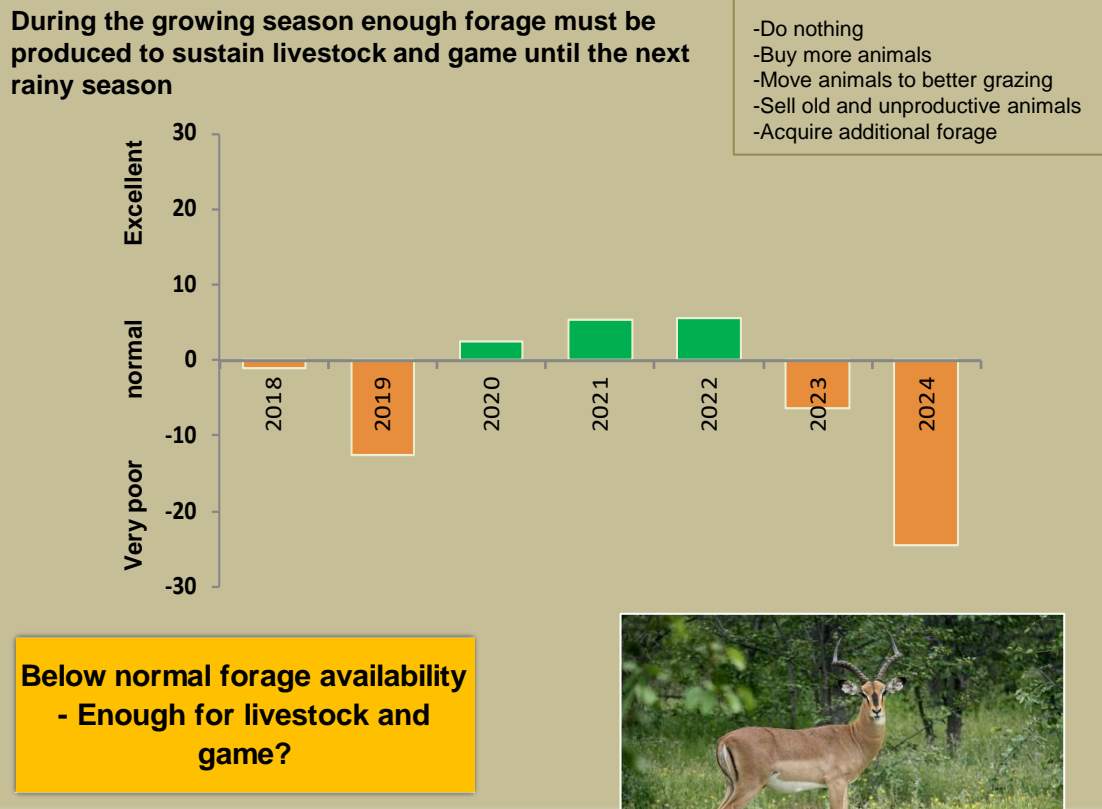 During the growing season enough forage must be
produced to sustain livestock and game until the next
rainy season
-Do nothing
-Buy more animals
-Move animals to better grazing
-Sell old and unproductive animals
-Acquire additional forage
Excellent
normal
Very poor
30
20
10
0
-10
-20
-30
2018
2019
2020
2021
2022
2023
2024
Below normal forage availability
- Enough for livestock and
game?